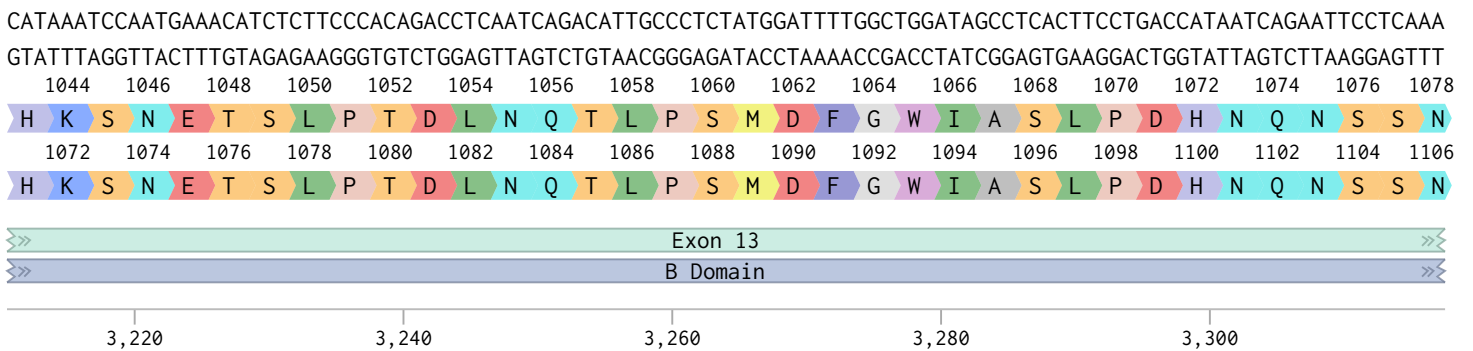 CATAAATCCAATGAAACATCTCTTCCCACAGACCTCAATCAGACATTGCCCTCTATGGATTTTGGCTGGATAGCCTCACTTCCTGACCATAATCAGAATTCCTCAAA
GTATTTAGGTTACTTTGTAGAGAAGGGTGTCTGGAGTTAGTCTGTAACGGGAGATACCTAAAACCGACCTATCGGAGTGAAGGACTGGTATTAGTCTTAAGGAGTTT
1044 1046 1048 1050 1052 1054 1056 1058 1060 1062 1064 1066 1068 1070 1072 1074 1076 1078
H K S N E T S L P T D L N Q T L P S M D F G W I A S L P D H N Q N S S N
1072 1074 1076 1078 1080 1082 1084 1086 1088 1090 1092 1094 1096 1098 1100 1102 1104 1106
H K S N E T S L P T D L N Q T L P S M D F G W I A S L P D H N Q N S S N
Exon 13
B Domain
3,220 3,240 3,260 3,280 3,300